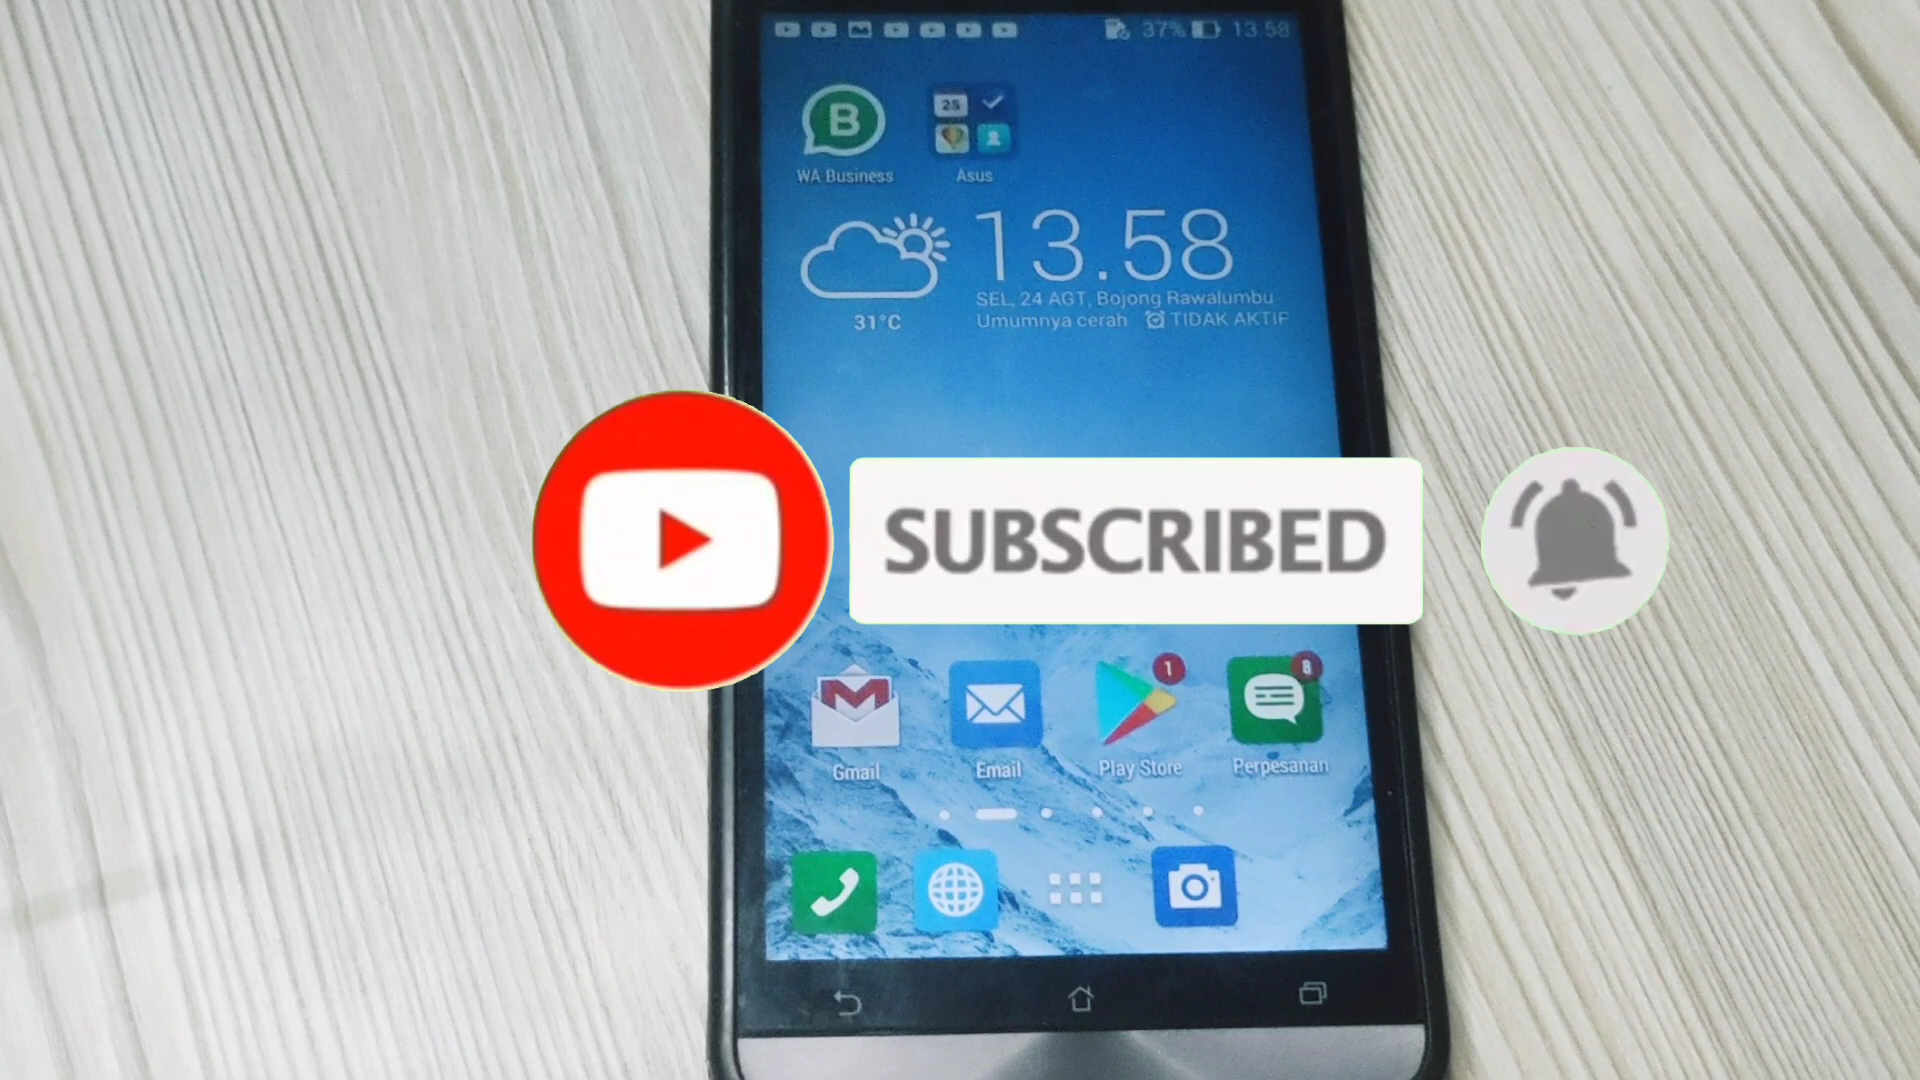 37% 13.58
25
B
WA Business
Asus
13.58
SEL, 24 AGT, Bojong Rawalumbu
31°C
Umumnya cerah TIDAK AKTIF
SUBSCRIBED
1
8
Gmail
Email
Play Store
Perpesanan